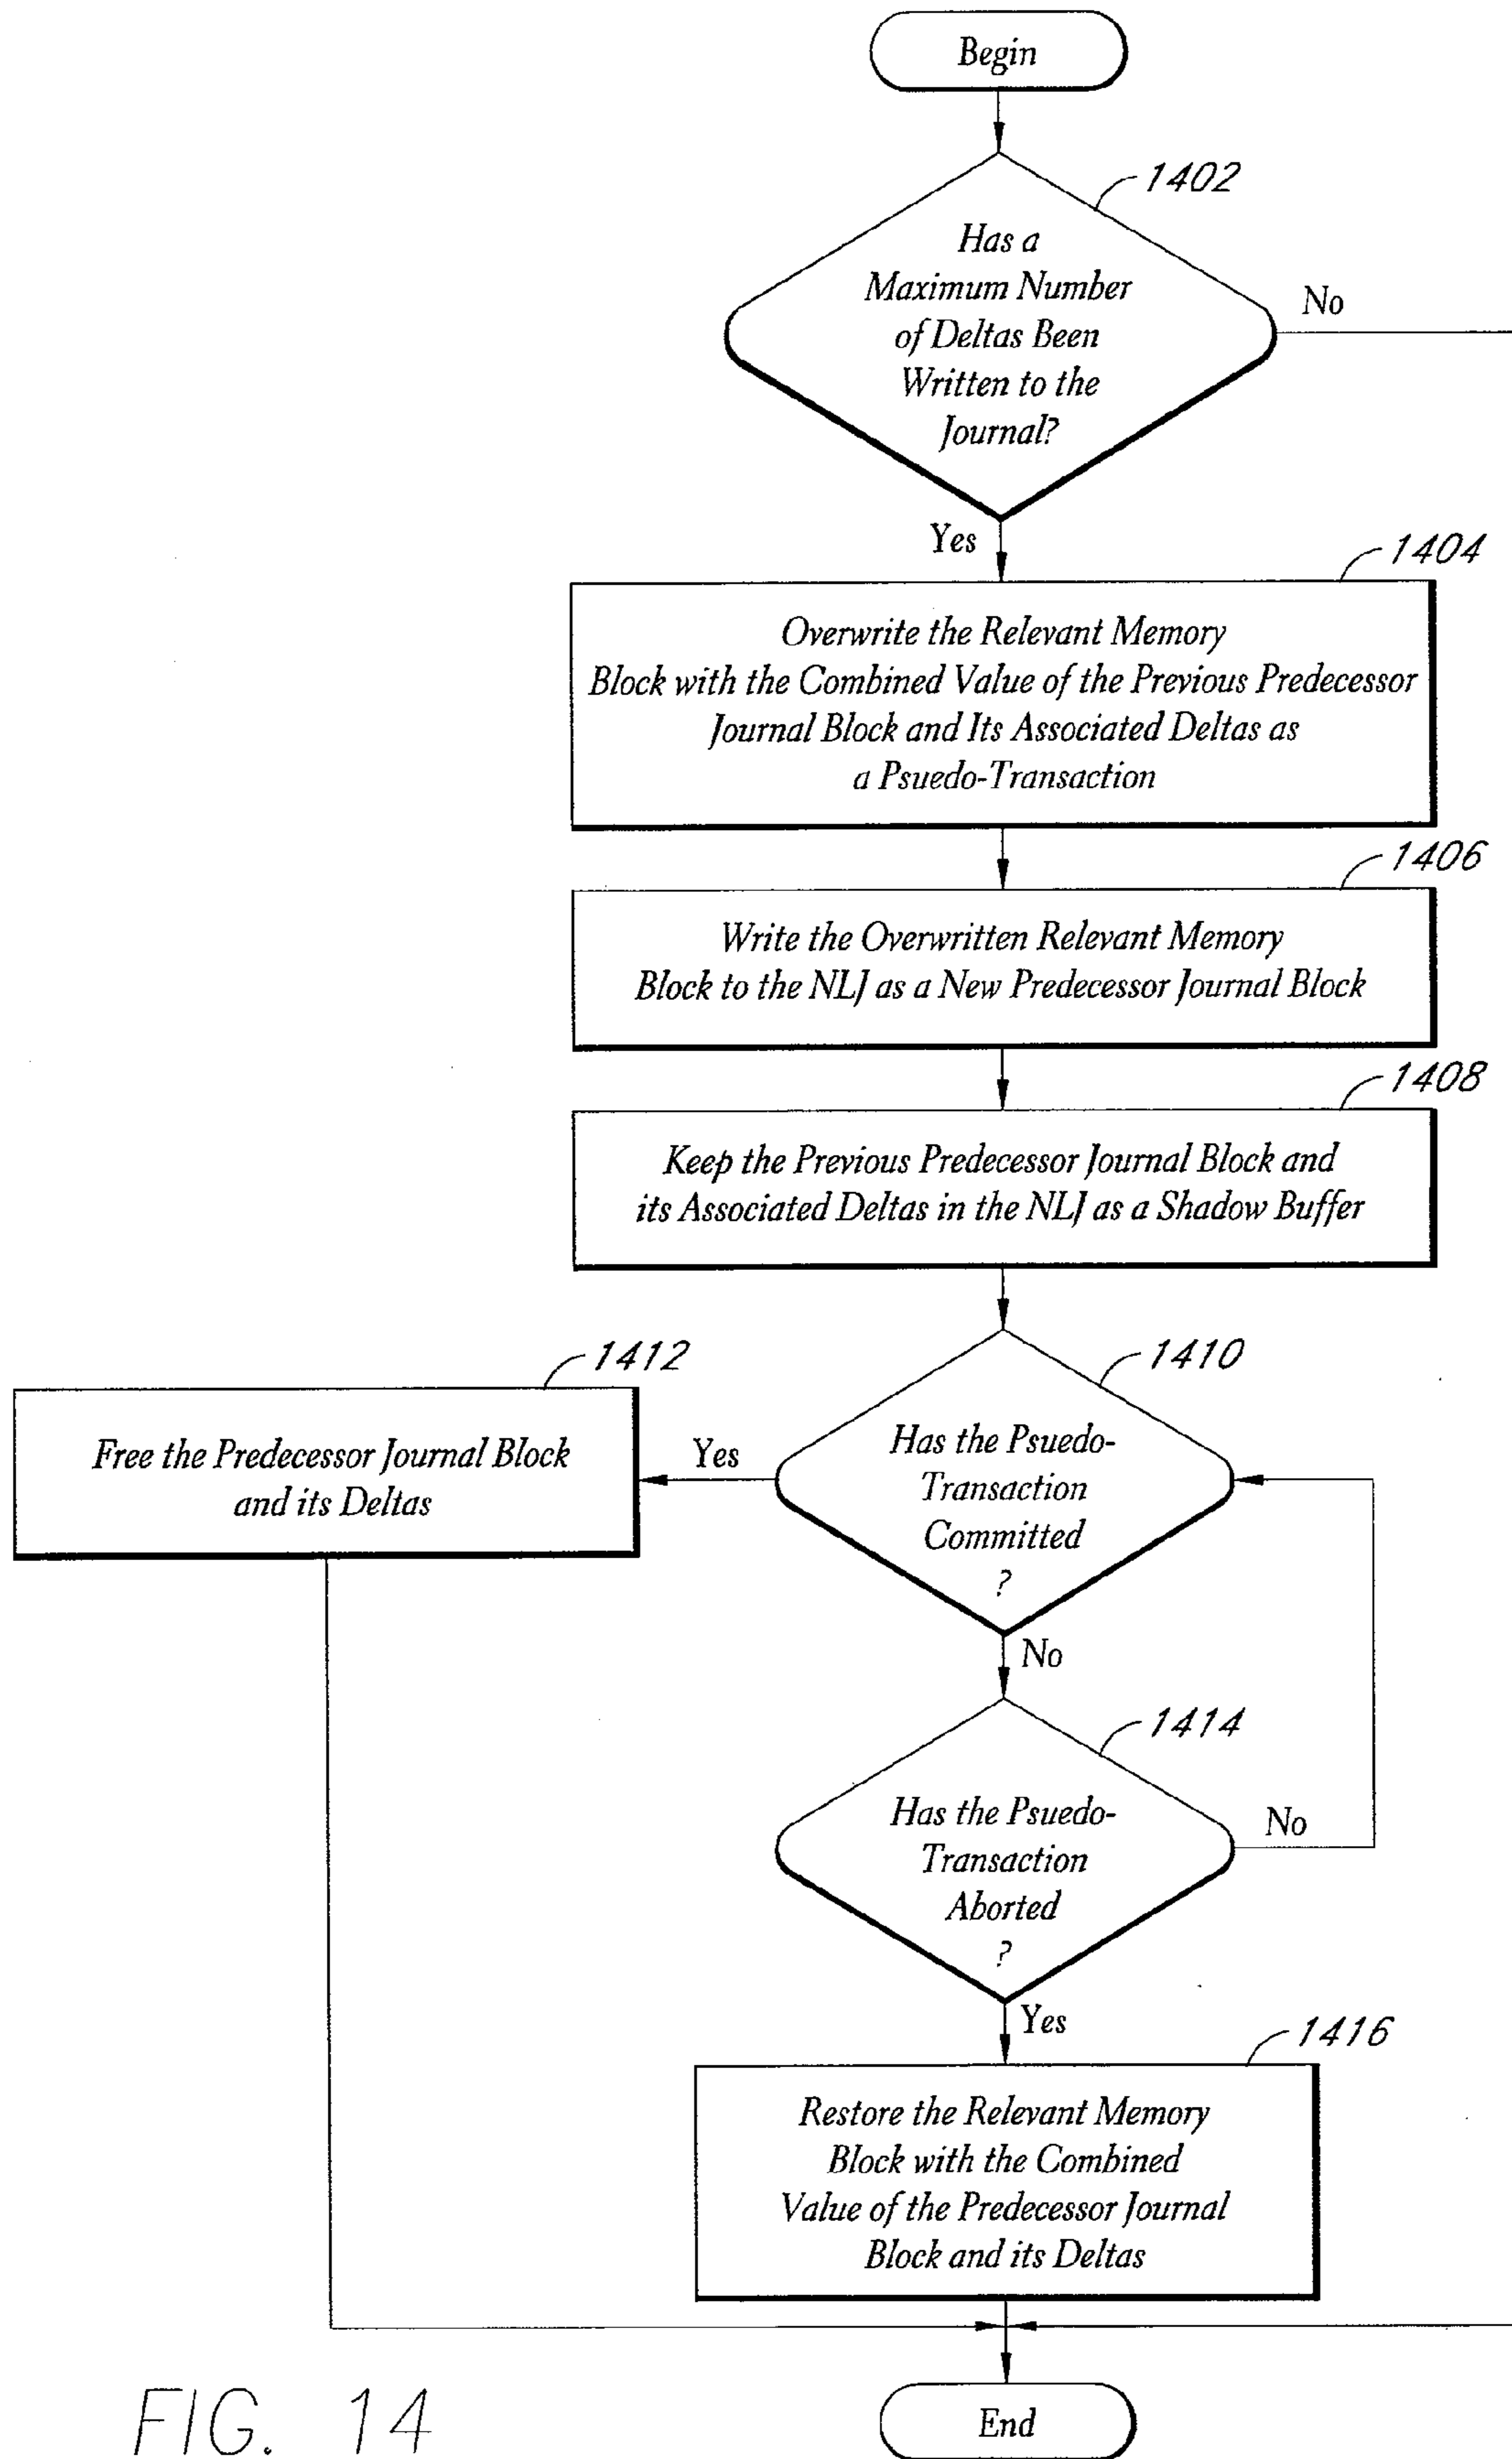 Begin
1402
Has a
Maximum Number
of Deltas Been
Written to the
Journal?
No
Yes
1404
Overwrite the Relevant Memory
Block with the Combined Value of the Previous Predecessor
Journal Block and Its Associated Deltas as
a Psuedo-Transaction
1406
Write the Overwritten Relevant Memory
Block to the NLJ as a New Predecessor Journal Block
1408
Keep the Previous Predecessor Journal Block and
its Associated Deltas in the NLJ as a Shadow Buffer
1410
Has the Psuedo-
Transaction
Committed
?
Yes
1412
Free the Predecessor Journal Block
and its Deltas
No
1414
Has the Psuedo-
Transaction
Aborted
?
No
Yes
1416
Restore the Relevant Memory
Block with the Combined
Value of the Predecessor Journal
Block and its Deltas
End
FIG. 14